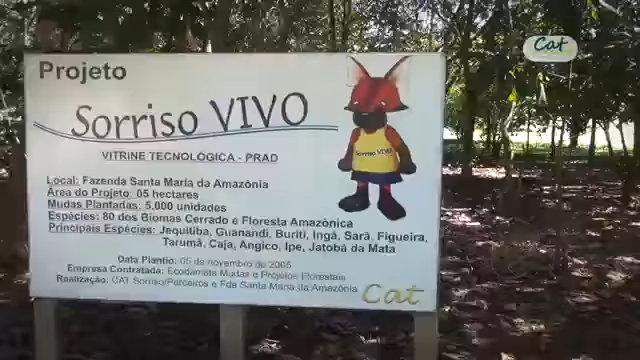 Projeto
Sorriso VIVO
VITRINE TECNOLÓGICA - PRAD
Local: Fazenda Santa Maria da Amazônia
Área do Projeto: 05 hectares
Mudas Plantadas: 5.000 unidades
Espécies: 80 dos Biomas Cerrado e Floresta Amazônica
Principais Espécies: Jequitiba, Guanandi, Buriti, Ingá, Sarã, Figueira,
Tarumã, Caja, Angico, Ipe, Jatobá da Mata
Data Plantio: 05 de novembro de 2005
Empresa Contratada: Ecodamata Mudas e Projetos Florestais
Realização: CAT Sorriso/Parceiros e Fda Santa Maria da Amazônia
Cat
Sorriso VIVO
Cat